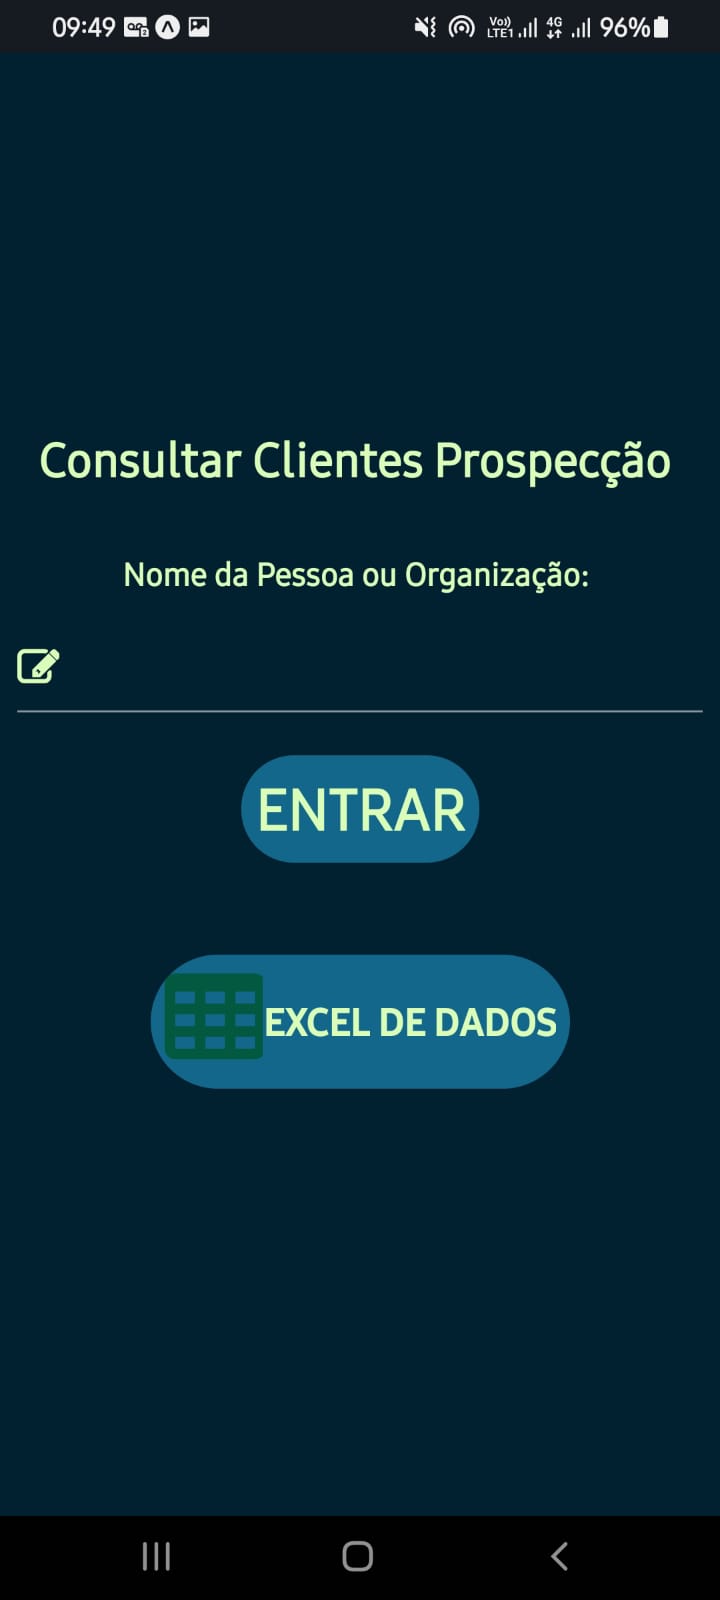 09:49 Vo)) LTE1 4G 96%
Consultar Clientes Prospecção
Nome da Pessoa ou Organização:
ENTRAR
EXCEL DE DADOS